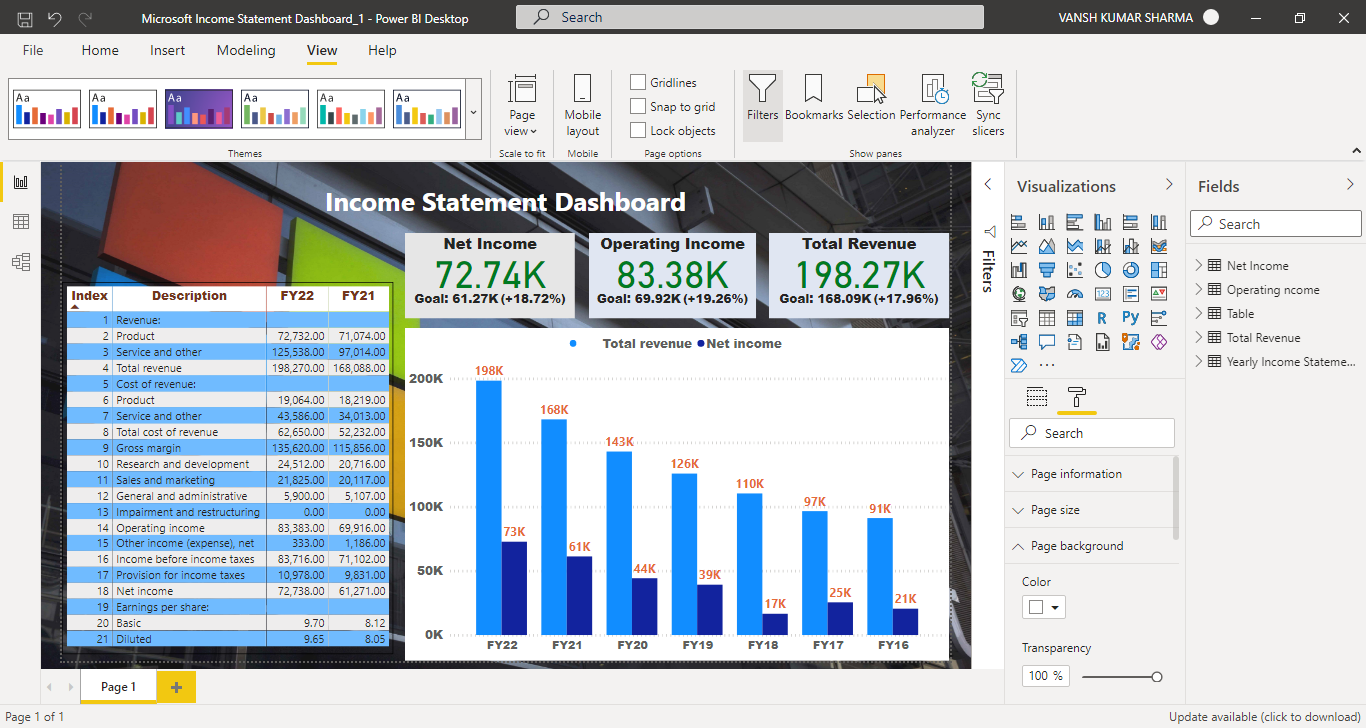 Microsoft Income Statement Dashboard_1 - Power BI Desktop
Search
VANSH KUMAR SHARMA
File Home Insert Modeling View Help
Aa Aa Aa Aa Aa Aa
Themes
Page view
Scale to fit
Mobile layout
Mobile
Gridlines
Snap to grid
Lock objects
Page options
Filters
Bookmarks
Selection
Performance analyzer
Sync slicers
Show panes
Income Statement Dashboard
Net Income
72.74K
Goal: 61.27K (+18.72%)
Operating Income
83.38K
Goal: 69.92K (+19.26%)
Total Revenue
198.27K
Goal: 168.09K (+17.96%)
Index Description FY22 FY21
1 Revenue:
2 Product 72,732.00 71,074.00
3 Service and other 125,538.00 97,014.00
4 Total revenue 198,270.00 168,088.00
5 Cost of revenue:
6 Product 19,064.00 18,219.00
7 Service and other 43,586.00 34,013.00
8 Total cost of revenue 62,650.00 52,232.00
9 Gross margin 135,620.00 115,856.00
10 Research and development 24,512.00 20,716.00
11 Sales and marketing 21,825.00 20,117.00
12 General and administrative 5,900.00 5,107.00
13 Impairment and restructuring 0.00 0.00
14 Operating income 83,383.00 69,916.00
15 Other income (expense), net 333.00 1,186.00
16 Income before income taxes 83,716.00 71,102.00
17 Provision for income taxes 10,978.00 9,831.00
18 Net income 72,738.00 61,271.00
19 Earnings per share:
20 Basic 9.70 8.12
21 Diluted 9.65 8.05
Total revenue Net income
200K
150K
100K
50K
0K
198K 168K 143K 126K 110K 97K 91K
73K 61K 44K 39K 17K 25K 21K
FY22 FY21 FY20 FY19 FY18 FY17 FY16
Filters
Visualizations
123
R Py
Search
Page information
Page size
Page background
Color
Transparency
100 %
Fields
Search
Net Income
Operating ncome
Table
Total Revenue
Yearly Income Stateme...
Page 1
Page 1 of 1
Update available (click to download)